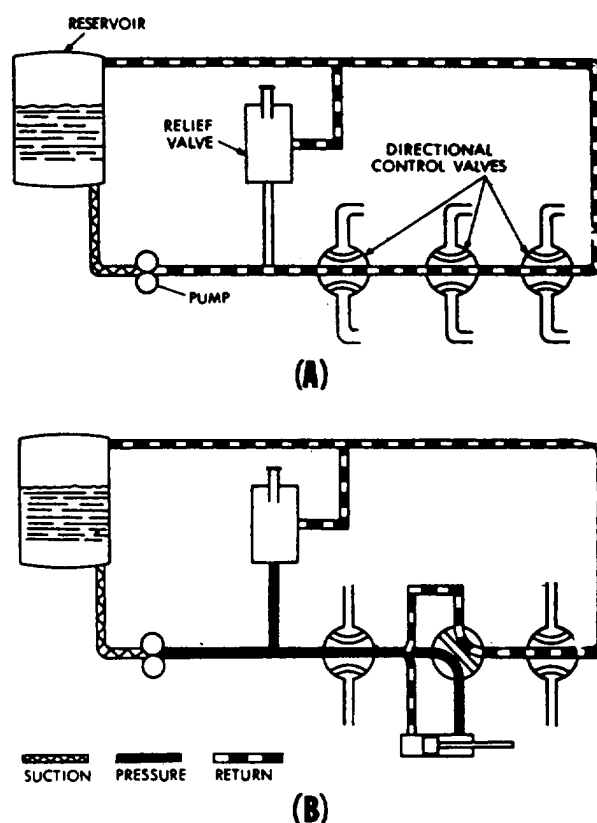 RESERVOIR
RELIEF
VALVE
DIRECTIONAL
CONTROL VALVES
PUMP
(A)
SUCTION PRESSURE RETURN
(B)